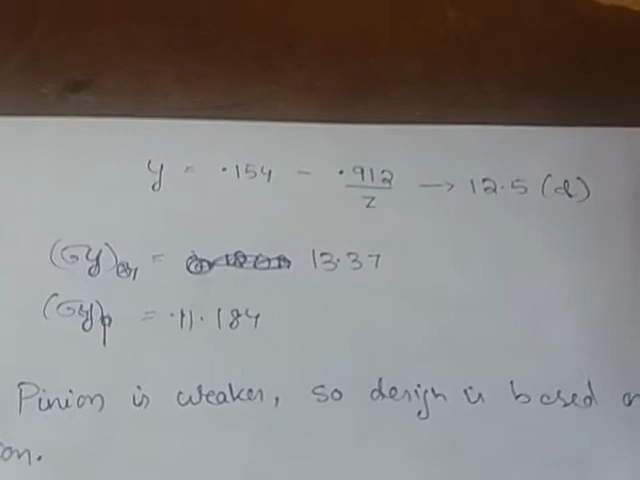 y = .154 - .912/z → 12.5 (d)
(σy)G = 13.37
(σy)p = .11.184
Pinion is weaker, so design is based on
ion.